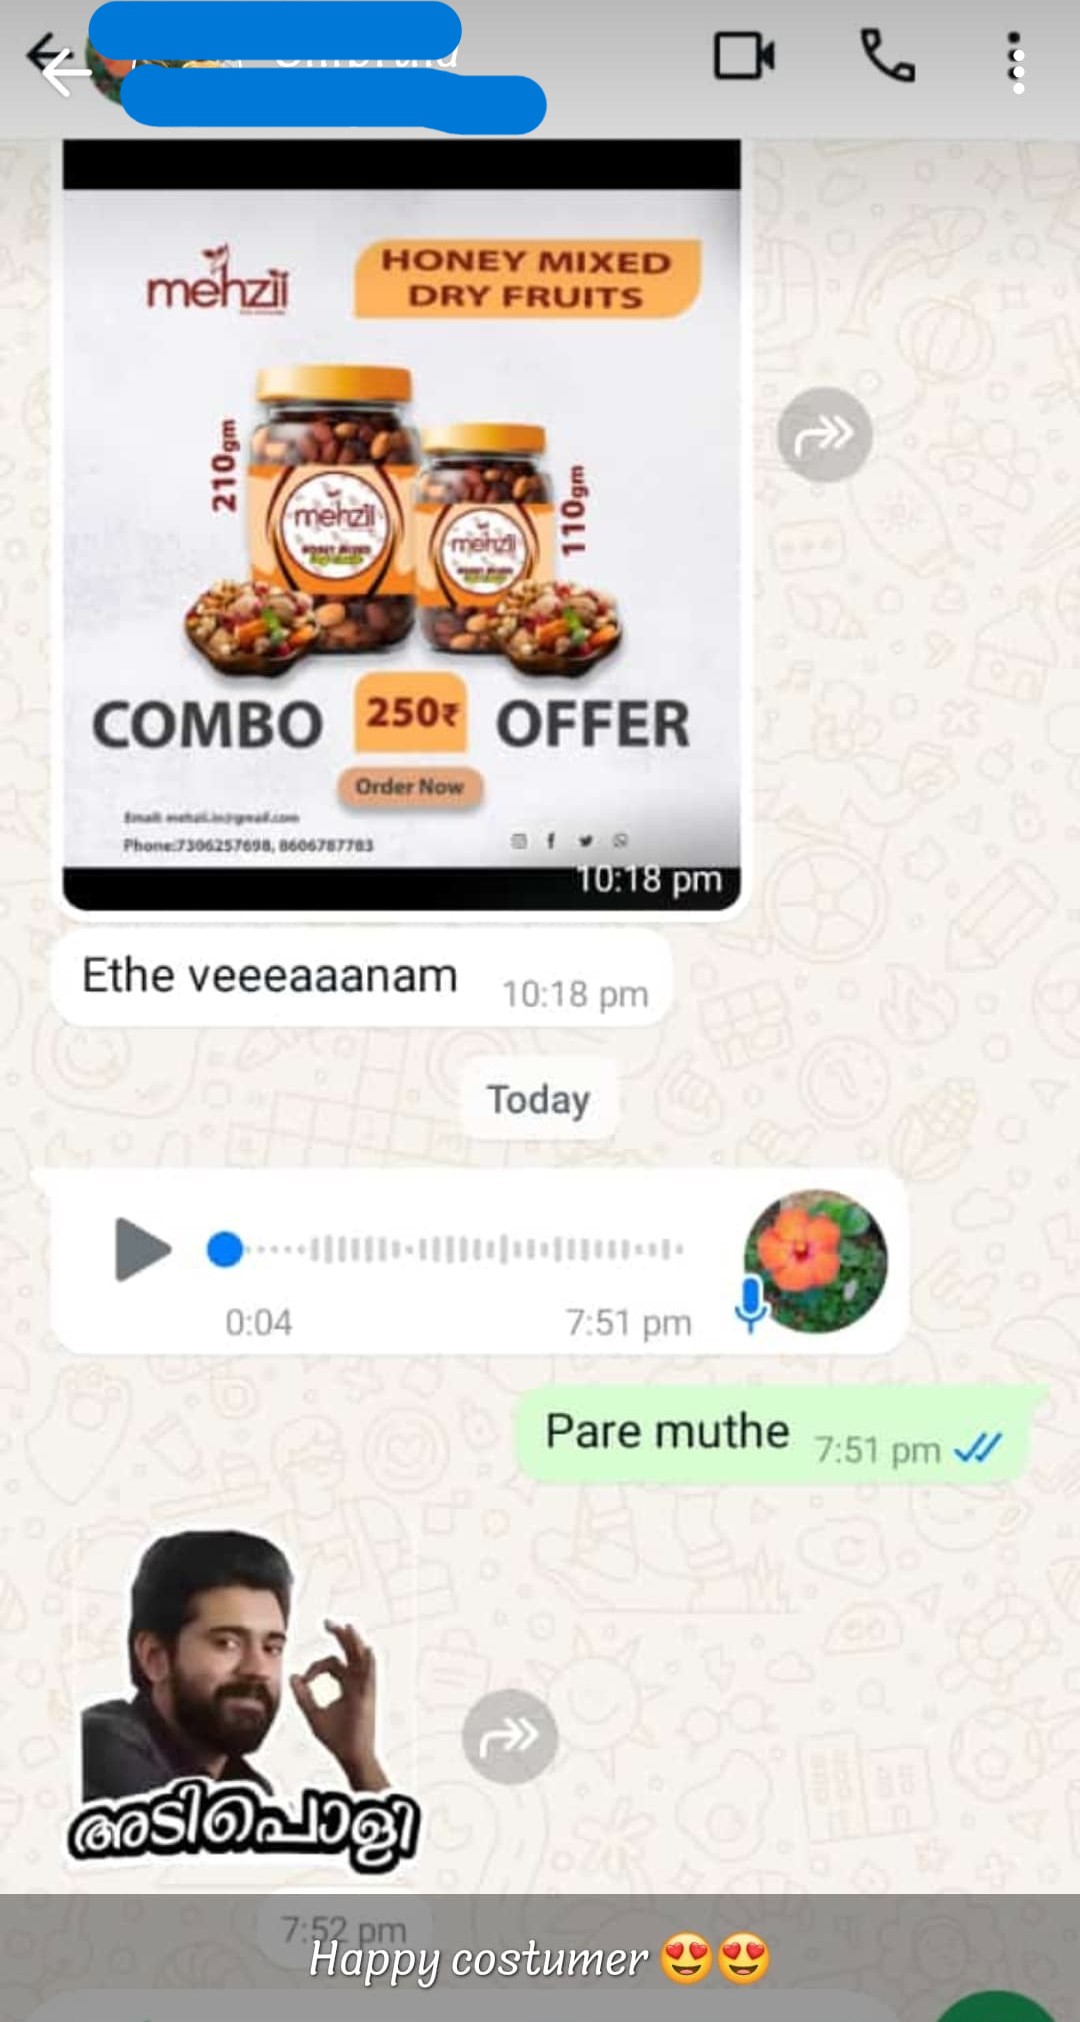 mehzii
HONEY MIXED
DRY FRUITS
210gm
110gm
mehzii
mehzii
COMBO 250₹ OFFER
Order Now
Phone:7306257698, 8606787783
10:18 pm
Ethe veeeaaanam 10:18 pm
Today
0:04 7:51 pm
Pare muthe 7:51 pm
അടിപൊളി
7:52 pm
Happy costumer 😍😍